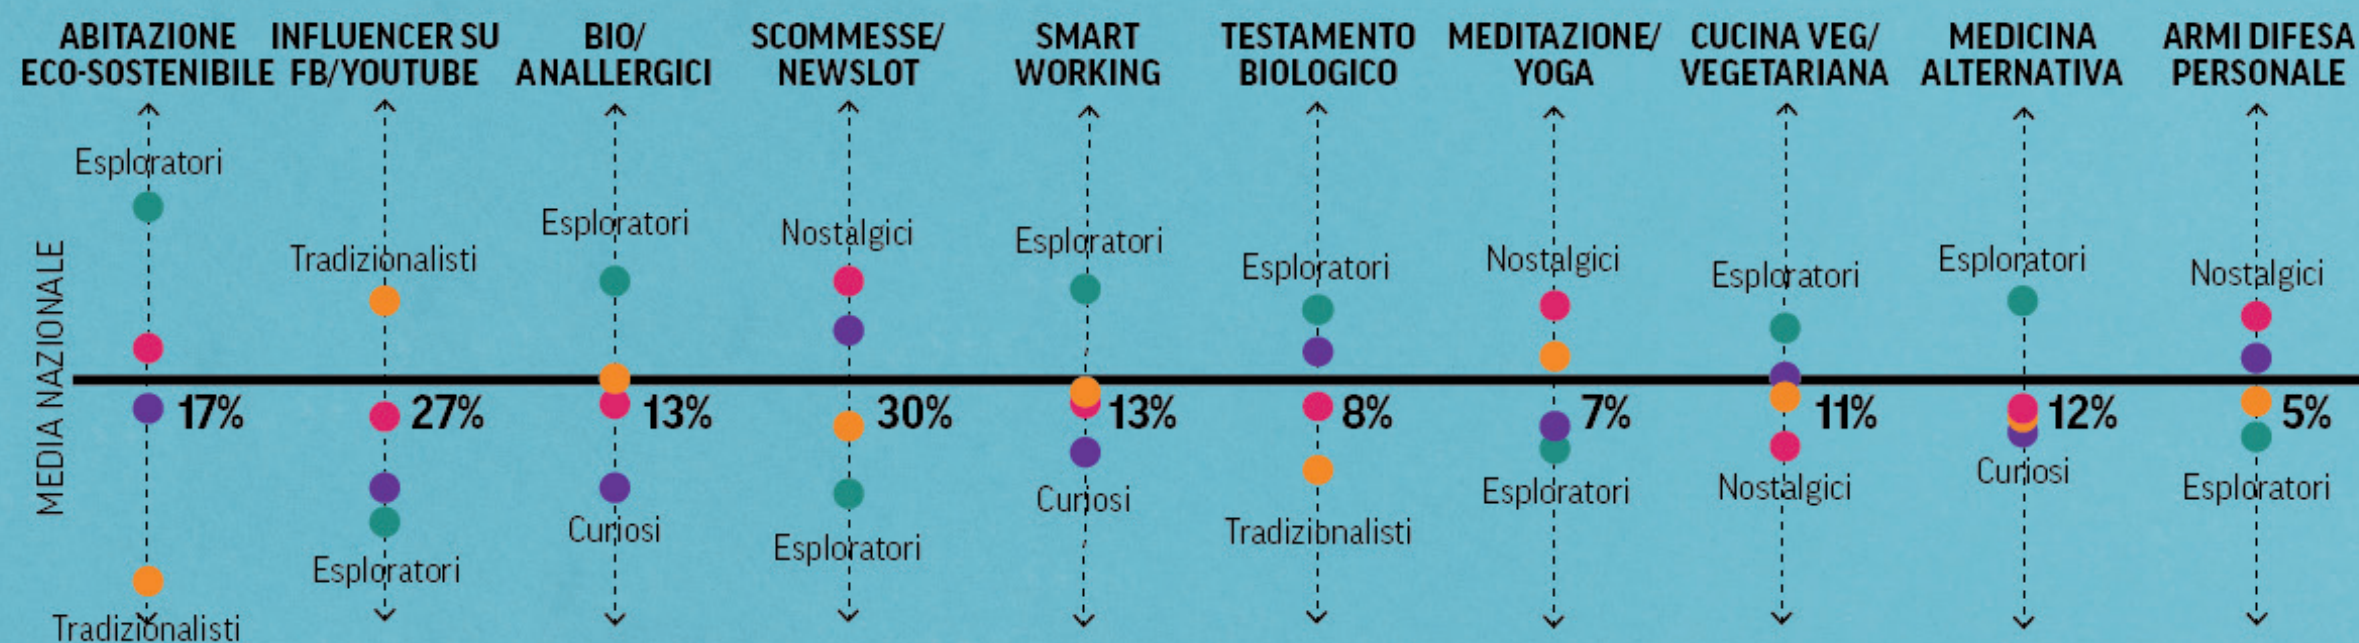 ABITAZIONE
ECO-SOSTENIBILE
INFLUENCER SU
FB/YOUTUBE
BIO/
ANALLERGICI
SCOMMESSE/
NEWSLOT
SMART
WORKING
TESTAMENTO
BIOLOGICO
MEDITAZIONE/
YOGA
CUCINA VEG/
VEGETARIANA
MEDICINA
ALTERNATIVA
ARMI DIFESA
PERSONALE
MEDIA NAZIONALE
Esploratori
17%
Tradizionalisti
Tradizionalisti
27%
Esploratori
Esploratori
13%
Curiosi
Nostalgici
30%
Esploratori
Esploratori
13%
Curiosi
Esploratori
8%
Tradizionalisti
Nostalgici
7%
Esploratori
Esploratori
11%
Nostalgici
Esploratori
12%
Curiosi
Nostalgici
5%
Esploratori